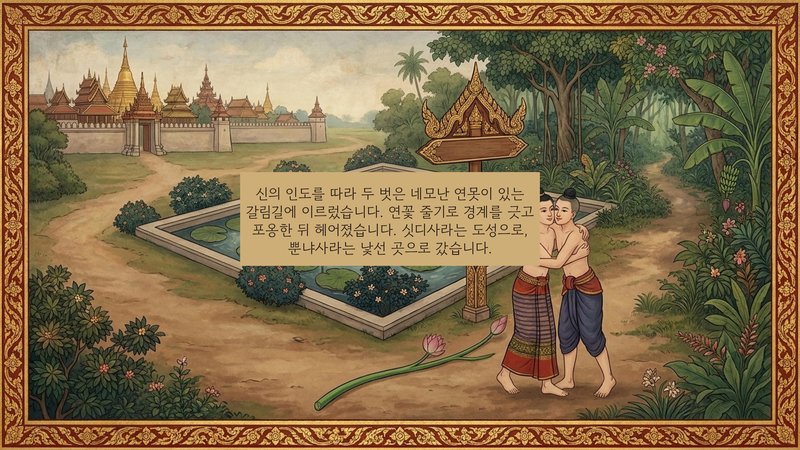 신의 인도를 따라 두 벗은 네모난 연못이 있는
갈림길에 이르렀습니다. 연꽃 줄기로 경계를 긋고
포옹한 뒤 헤어졌습니다. 싯디사라는 도성으로,
뿐냐사라는 낯선 곳으로 갔습니다.